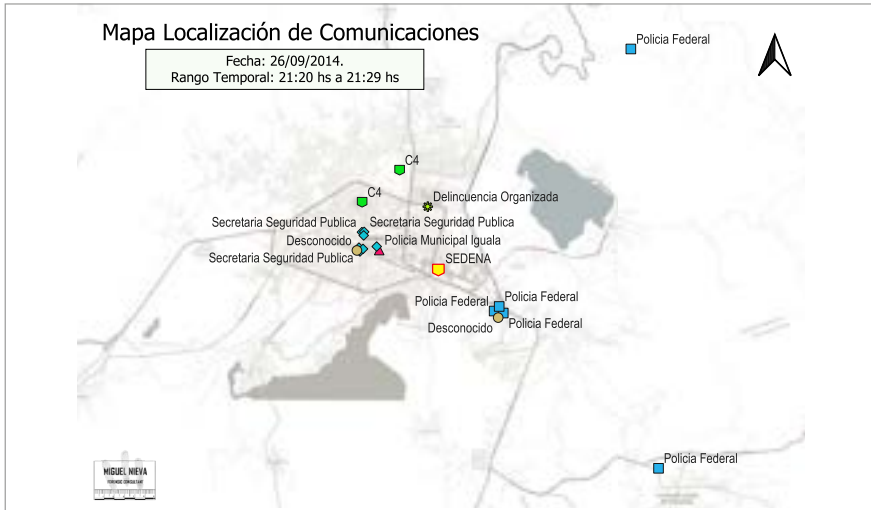 Mapa Localización de Comunicaciones
Fecha: 26/09/2014.
Rango Temporal: 21:20 hs a 21:29 hs
Policia Federal
C4
C4
Delincuencia Organizada
Secretaria Seguridad Publica
Secretaria Seguridad Publica
Desconocido
Policia Municipal Iguala
Secretaria Seguridad Publica
SEDENA
Policia Federal
Policia Federal
Desconocido
Policia Federal
Policia Federal
MIGUEL NIEVA
FORENSIC CONSULTANT